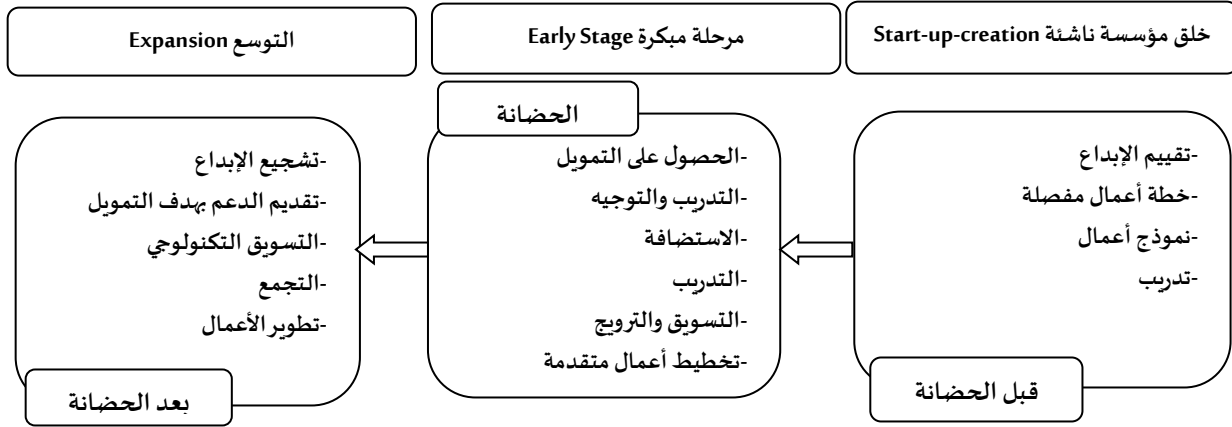 خلق مؤسسة ناشئة Start-up-creation
مرحلة مبكرة Early Stage
التوسع Expansion
-تقييم الإبداع
-خطة أعمال مفصلة
-نموذج أعمال
-تدريب
قبل الحضانة
الحضانة
-الحصول على التمويل
-التدريب والتوجيه
-الاستضافة
-التدريب
-التسويق والترويج
-تخطيط أعمال متقدمة
-تشجيع الإبداع
-تقديم الدعم بهدف التمويل
-التسويق التكنولوجي
-التجمع
-تطوير الأعمال
بعد الحضانة